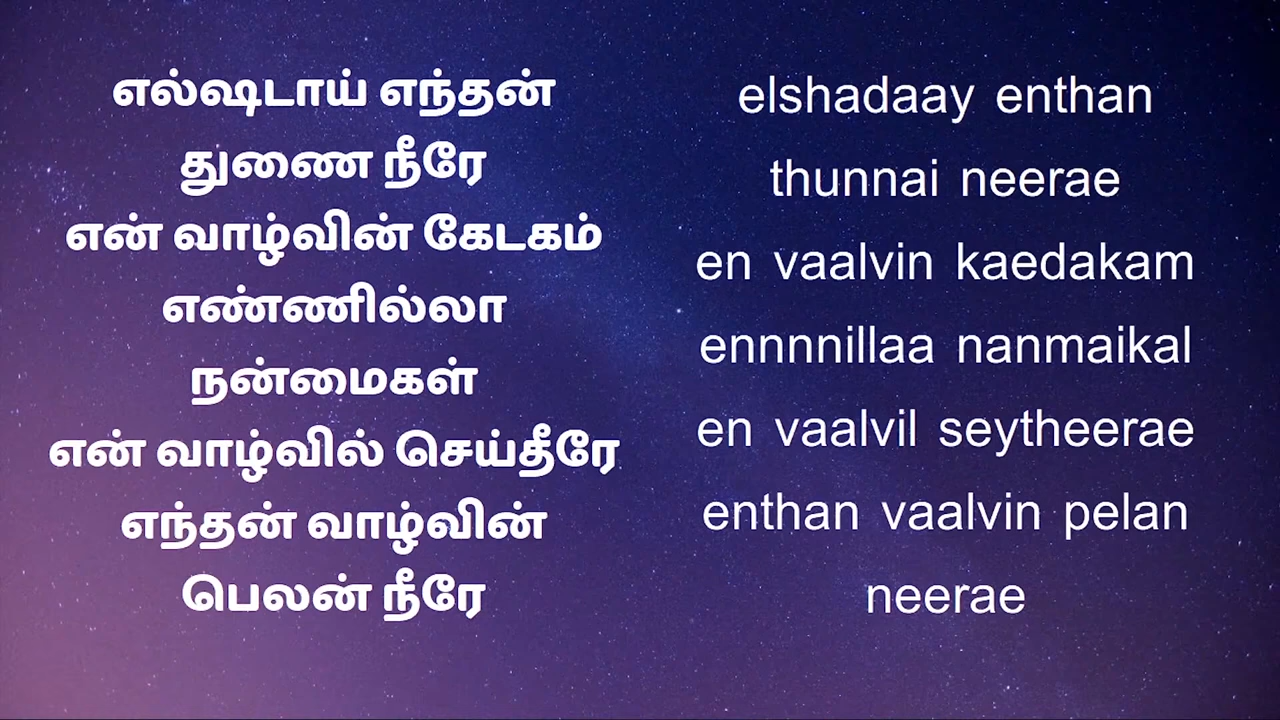 எல்ஷடாய் எந்தன்
துணை நீரே
என் வாழ்வின் கேடகம்
எண்ணில்லா
நன்மைகள்
என் வாழ்வில் செய்தீரே
எந்தன் வாழ்வின்
பெலன் நீரே
elshadaay enthan
thunnai neerae
en vaalvin kaedakam
ennnnillaa nanmaikal
en vaalvil seytheerae
enthan vaalvin pelan
neerae